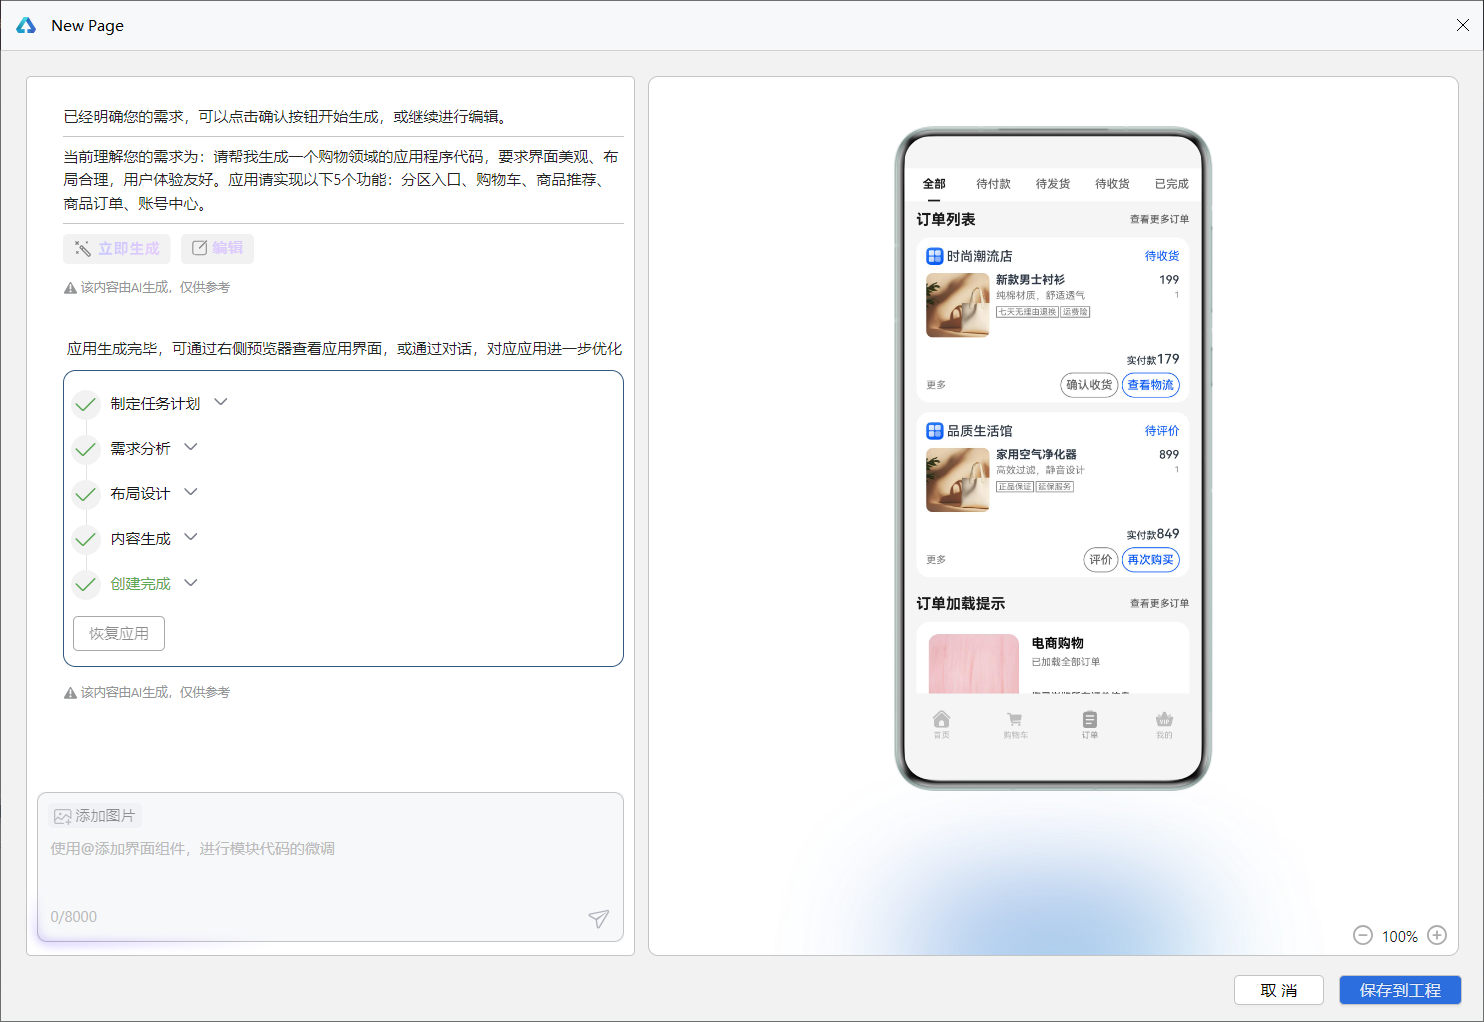 New Page
已经明确您的需求，可以点击确认按钮开始生成，或继续进行编辑。
当前理解您的需求为：请帮我生成一个购物领域的应用程序代码，要求界面美观、布
局合理，用户体验友好。应用请实现以下5个功能：分区入口、购物车、商品推荐、
商品订单、账号中心。
立即生成
编辑
该内容由AI生成，仅供参考
应用生成完毕，可通过右侧预览器查看应用界面，或通过对话，对应应用进一步优化
制定任务计划
需求分析
布局设计
内容生成
创建完成
恢复应用
该内容由AI生成，仅供参考
添加图片
使用@添加界面组件，进行模块代码的微调
0/8000
全部 待付款 待发货 待收货 已完成
订单列表 查看更多订单
时尚潮流店 待收货
新款男士衬衫 199
纯棉材质，舒适透气 1
七天无理由退换 运费险
实付款179
更多 确认收货 查看物流
品质生活馆 待评价
家用空气净化器 899
高效过滤，静音设计 1
正品保证 延保服务
实付款849
更多 评价 再次购买
订单加载提示 查看更多订单
电商购物
已加载全部订单
首页 购物车 订单 我的
VIP
100%
取 消
保存到工程